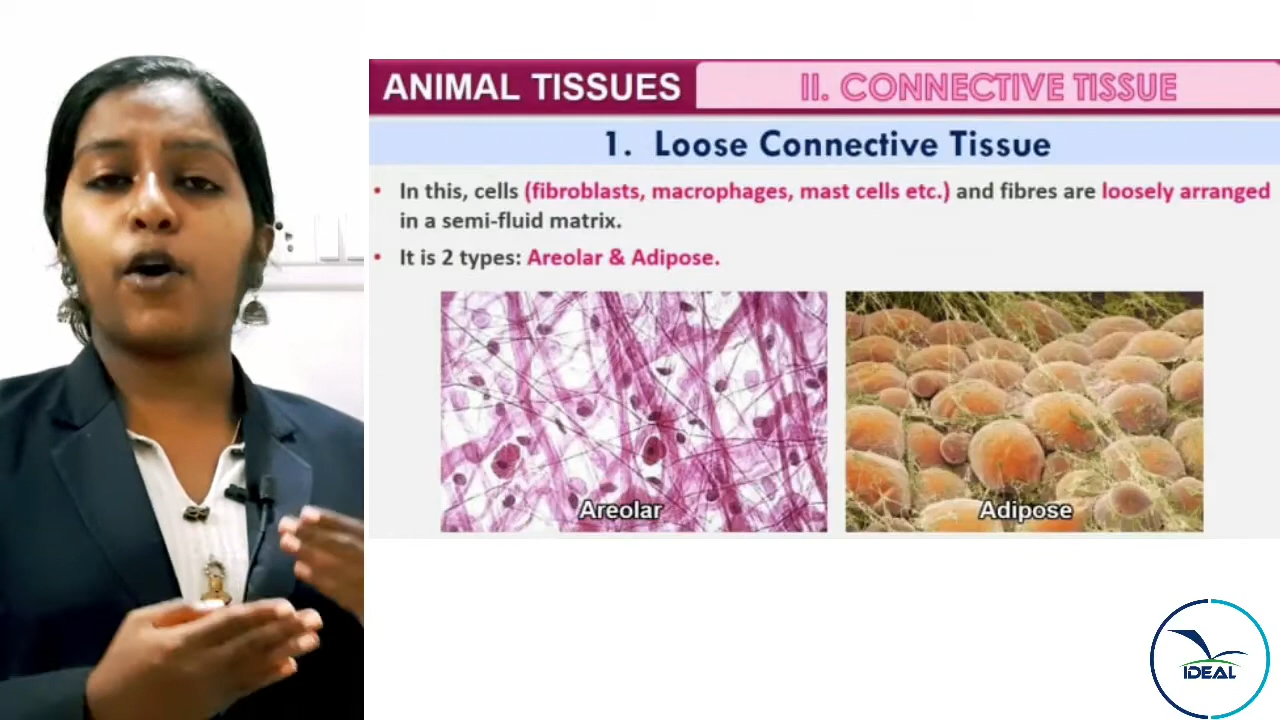 ANIMAL TISSUES
II. CONNECTIVE TISSUE
1. Loose Connective Tissue
• In this, cells (fibroblasts, macrophages, mast cells etc.) and fibres are loosely arranged
in a semi-fluid matrix.
• It is 2 types: Areolar & Adipose.
Areolar
Adipose
IDEAL